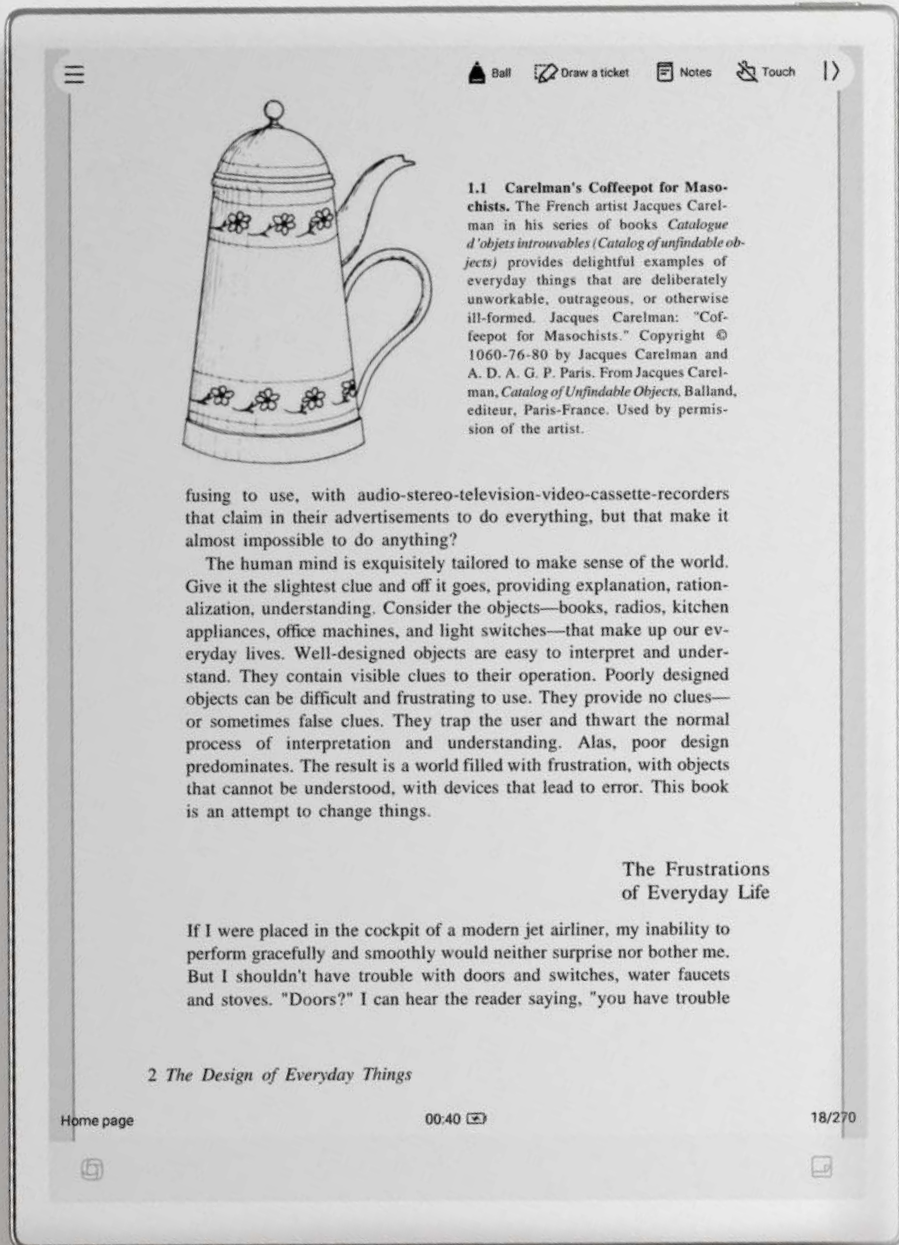 Ball Draw a ticket Notes Touch
1.1 Carelman's Coffeepot for Maso-
chists. The French artist Jacques Carel-
man in his series of books Catalogue
d'objets introuvables (Catalog of unfindable ob-
jects) provides delightful examples of
everyday things that are deliberately
unworkable, outrageous, or otherwise
ill-formed. Jacques Carelman: "Cof-
feepot for Masochists." Copyright ©
1060-76-80 by Jacques Carelman and
A. D. A. G. P. Paris. From Jacques Carel-
man, Catalog of Unfindable Objects, Balland,
editeur, Paris-France. Used by permis-
sion of the artist.
fusing to use, with audio-stereo-television-video-cassette-recorders
that claim in their advertisements to do everything, but that make it
almost impossible to do anything?
The human mind is exquisitely tailored to make sense of the world.
Give it the slightest clue and off it goes, providing explanation, ration-
alization, understanding. Consider the objects—books, radios, kitchen
appliances, office machines, and light switches—that make up our ev-
eryday lives. Well-designed objects are easy to interpret and under-
stand. They contain visible clues to their operation. Poorly designed
objects can be difficult and frustrating to use. They provide no clues—
or sometimes false clues. They trap the user and thwart the normal
process of interpretation and understanding. Alas, poor design
predominates. The result is a world filled with frustration, with objects
that cannot be understood, with devices that lead to error. This book
is an attempt to change things.
The Frustrations
of Everyday Life
If I were placed in the cockpit of a modern jet airliner, my inability to
perform gracefully and smoothly would neither surprise nor bother me.
But I shouldn't have trouble with doors and switches, water faucets
and stoves. "Doors?" I can hear the reader saying, "you have trouble
2 The Design of Everyday Things
Home page 00:40 18/270